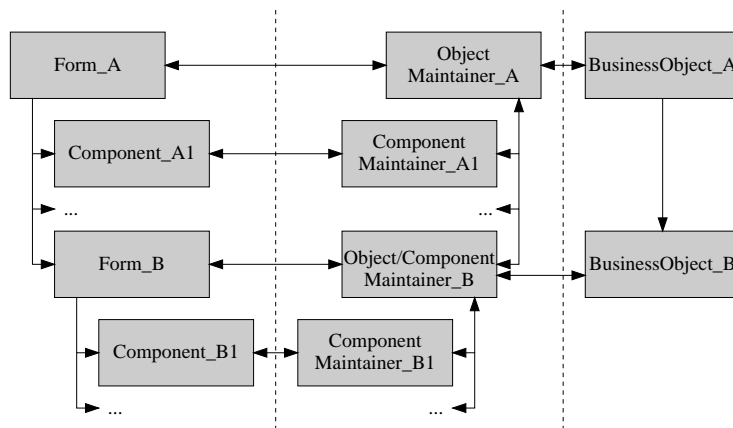 Form_A
Object
Maintainer_A
BusinessObject_A
Component_A1
Component
Maintainer_A1
...
...
Form_B
Object/Component
Maintainer_B
BusinessObject_B
Component_B1
Component
Maintainer_B1
...
...